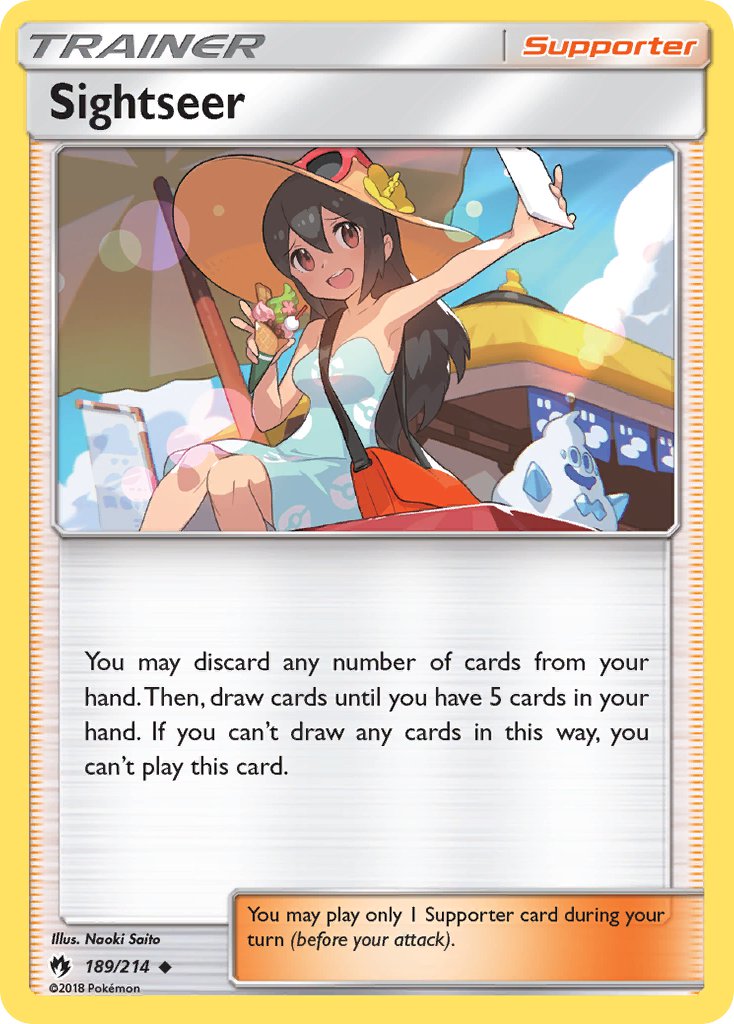 TRAINER
Supporter
Sightseer
You may discard any number of cards from your
hand. Then, draw cards until you have 5 cards in your
hand. If you can't draw any cards in this way, you
can't play this card.
You may play only 1 Supporter card during your
turn (before your attack).
Illus. Naoki Saito
189/214 ◆
©2018 Pokémon